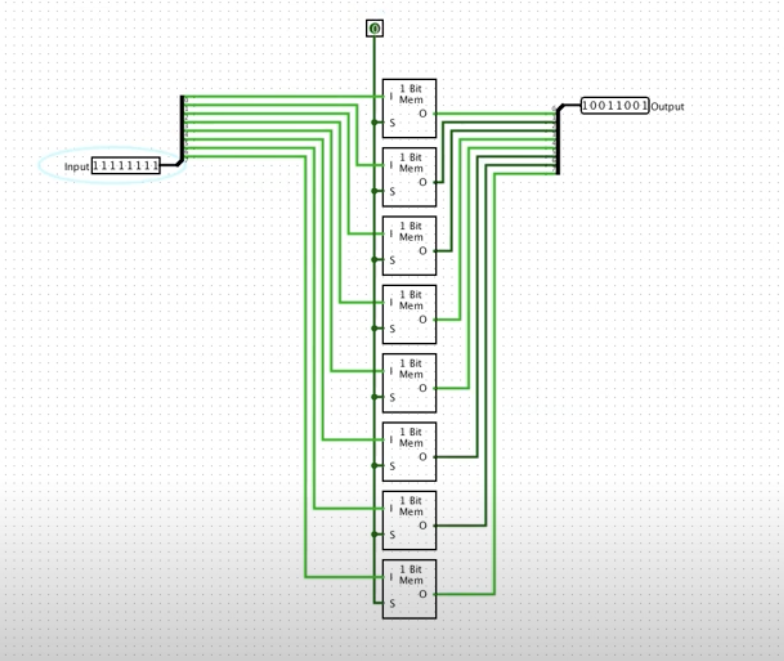 0
1 Bit
Mem
I
O
S
1 Bit
Mem
I
O
S
1 Bit
Mem
I
O
S
1 Bit
Mem
I
O
S
1 Bit
Mem
I
O
S
1 Bit
Mem
I
O
S
1 Bit
Mem
I
O
S
1 Bit
Mem
I
O
S
Input 11111111
10011001 Output